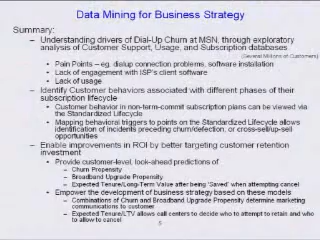 Data Mining for Business Strategy
Summary:
– Understanding drivers of Dial-Up Churn at MSN, through exploratory
analysis of Customer Support, Usage, and Subscription databases
(Several Millions of Customers)
• Pain Points – eg. dialup connection problems, software installation
• Lack of engagement with ISP's client software
• Lack of usage
– Identify Customer behaviors associated with different phases of their
subscription lifecycle
• Customer behavior in non-term-commit subscription plans can be viewed via
the Standardized Lifecycle
• Mapping behavioral triggers to points on the Standardized Lifecycle allows
identification of incidents preceding churn/defection, or cross-sell/up-sell
opportunities
– Enable improvements in ROI by better targeting customer retention
investment
• Provide customer-level, look-ahead predictions of
– Churn Propensity
– Broadband Upgrade Propensity
– Expected Tenure/Long-Term Value after being 'Saved' when attempting cancel
• Empower the development of business strategy based on these models
– Combinations of Churn and Broadband Upgrade Propensity determine marketing
communications to customer
– Expected Tenure/LTV allows call centers to decide who to attempt to retain and who
to allow to cancel